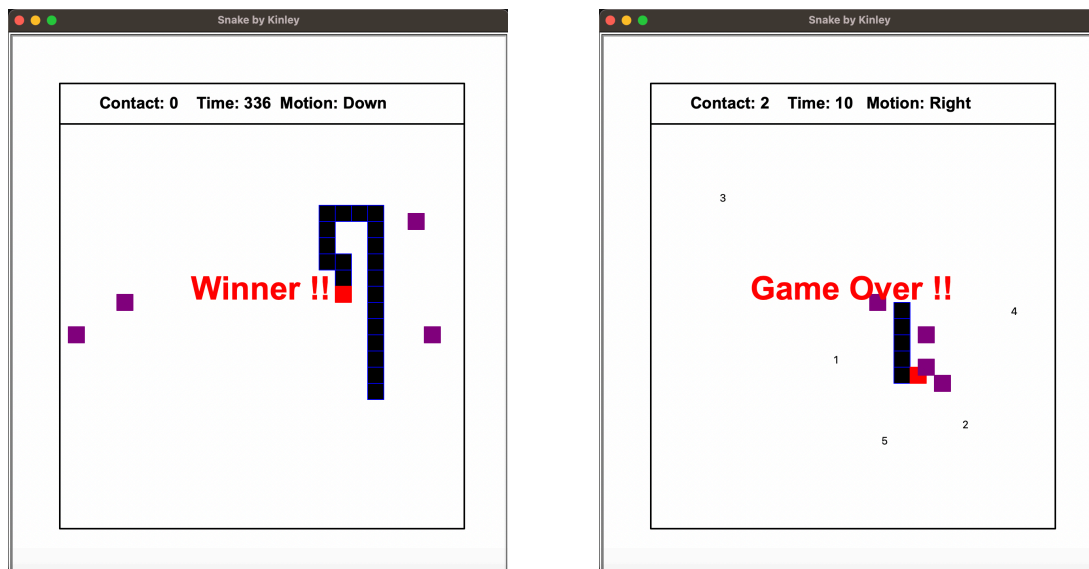 Snake by Kinley
Contact: 0 Time: 336 Motion: Down
Winner !!
Snake by Kinley
Contact: 2 Time: 10 Motion: Right
3
Game Over !!
4
1
2
5